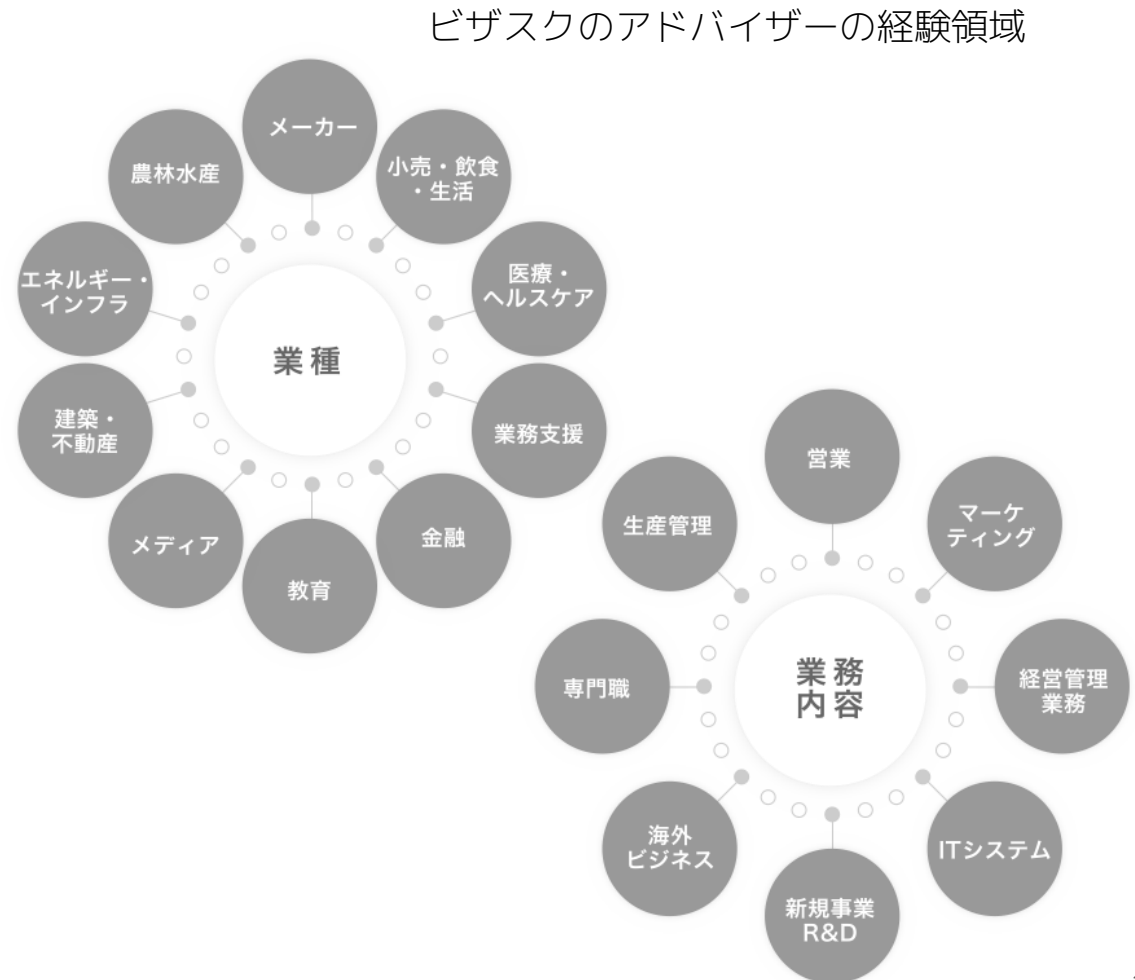 ビザスクのアドバイザーの経験領域
メーカー
農林水産
小売・飲食
・生活
エネルギー・
インフラ
医療・
ヘルスケア
業種
建築・
不動産
業務支援
メディア
金融
教育
営業
生産管理
マーケ
ティング
専門職
業務
内容
経営管理
業務
海外
ビジネス
ITシステム
新規事業
R&D